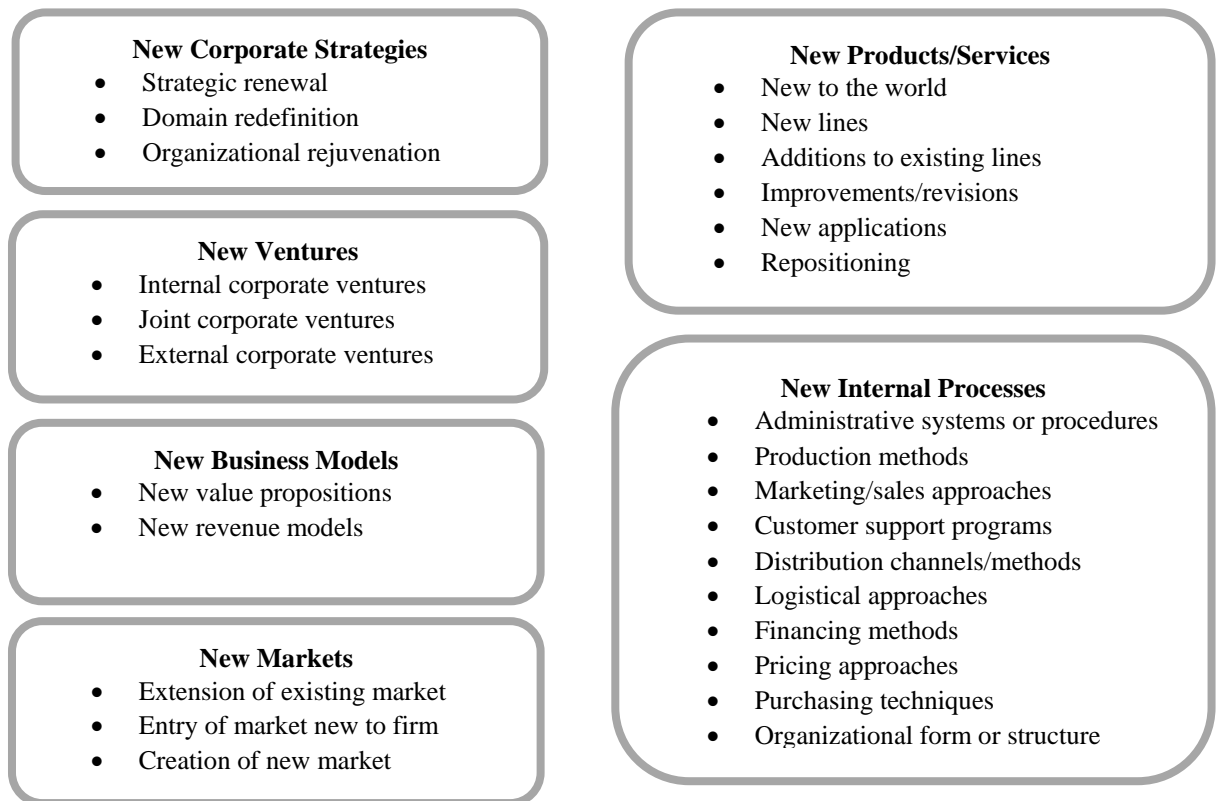 New Corporate Strategies
• Strategic renewal
• Domain redefinition
• Organizational rejuvenation
New Ventures
• Internal corporate ventures
• Joint corporate ventures
• External corporate ventures
New Business Models
• New value propositions
• New revenue models
New Markets
• Extension of existing market
• Entry of market new to firm
• Creation of new market
New Products/Services
• New to the world
• New lines
• Additions to existing lines
• Improvements/revisions
• New applications
• Repositioning
New Internal Processes
• Administrative systems or procedures
• Production methods
• Marketing/sales approaches
• Customer support programs
• Distribution channels/methods
• Logistical approaches
• Financing methods
• Pricing approaches
• Purchasing techniques
• Organizational form or structure